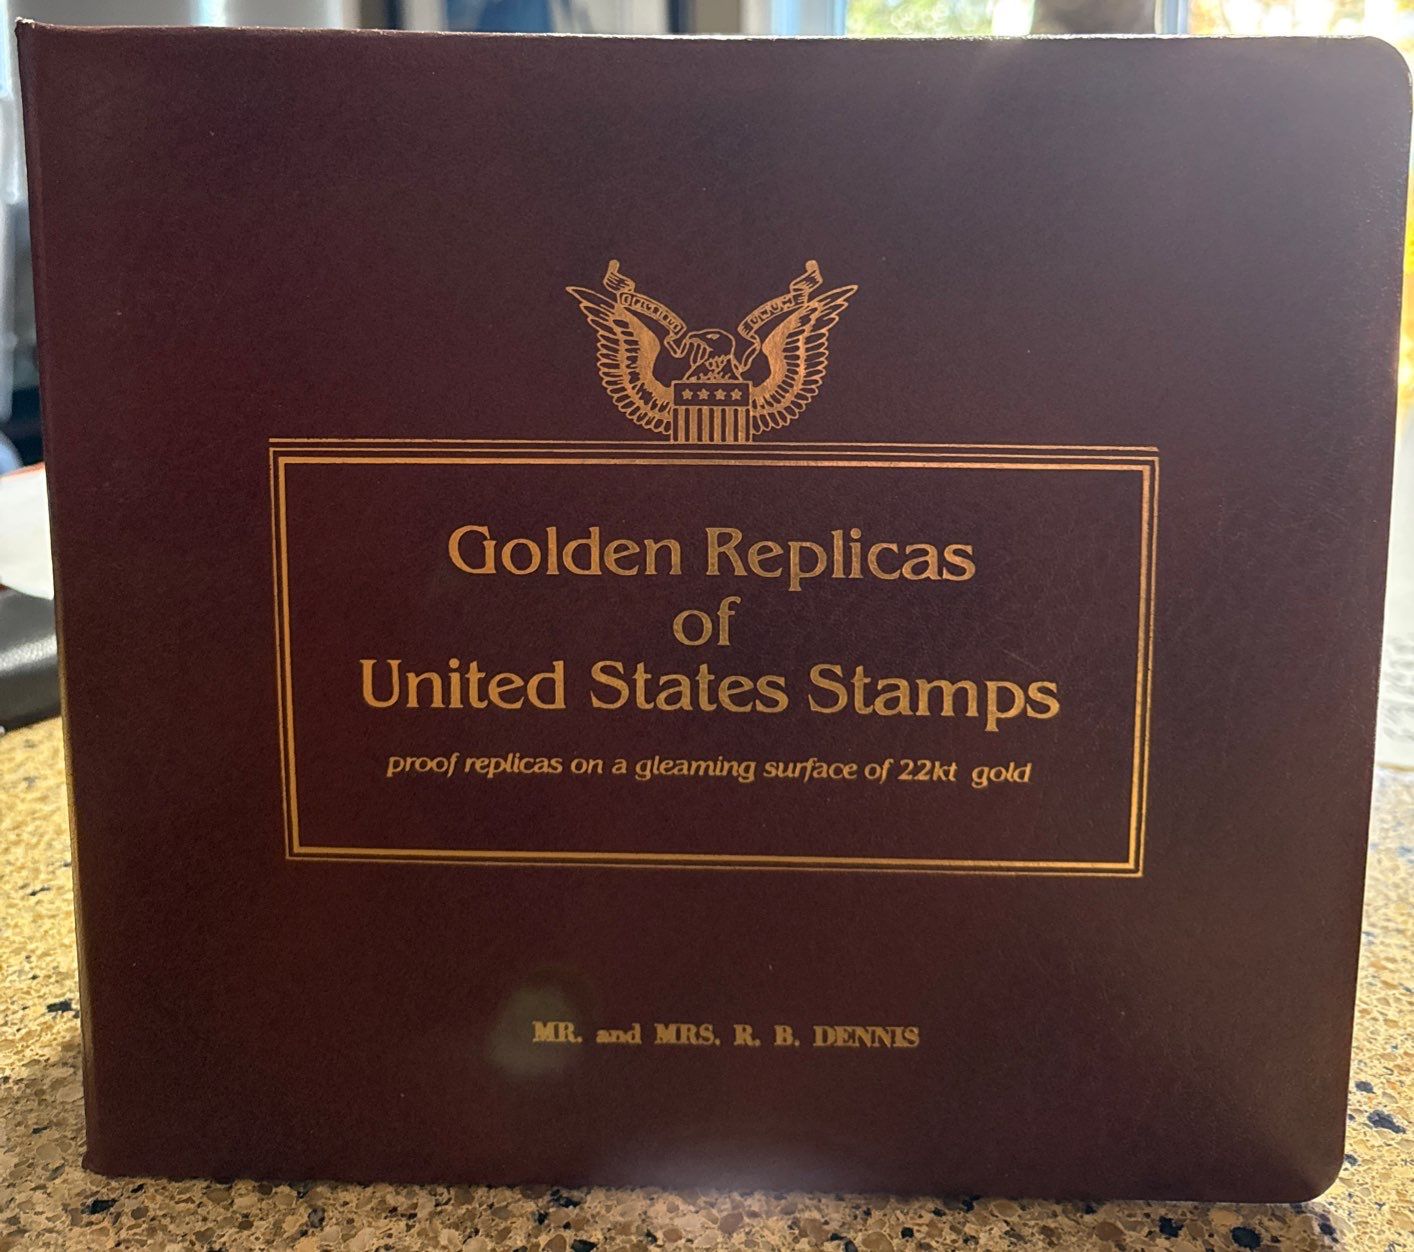 Golden Replicas
of
United States Stamps
proof replicas on a gleaming surface of 22kt gold
MR. and MRS. R. B. DENNIS